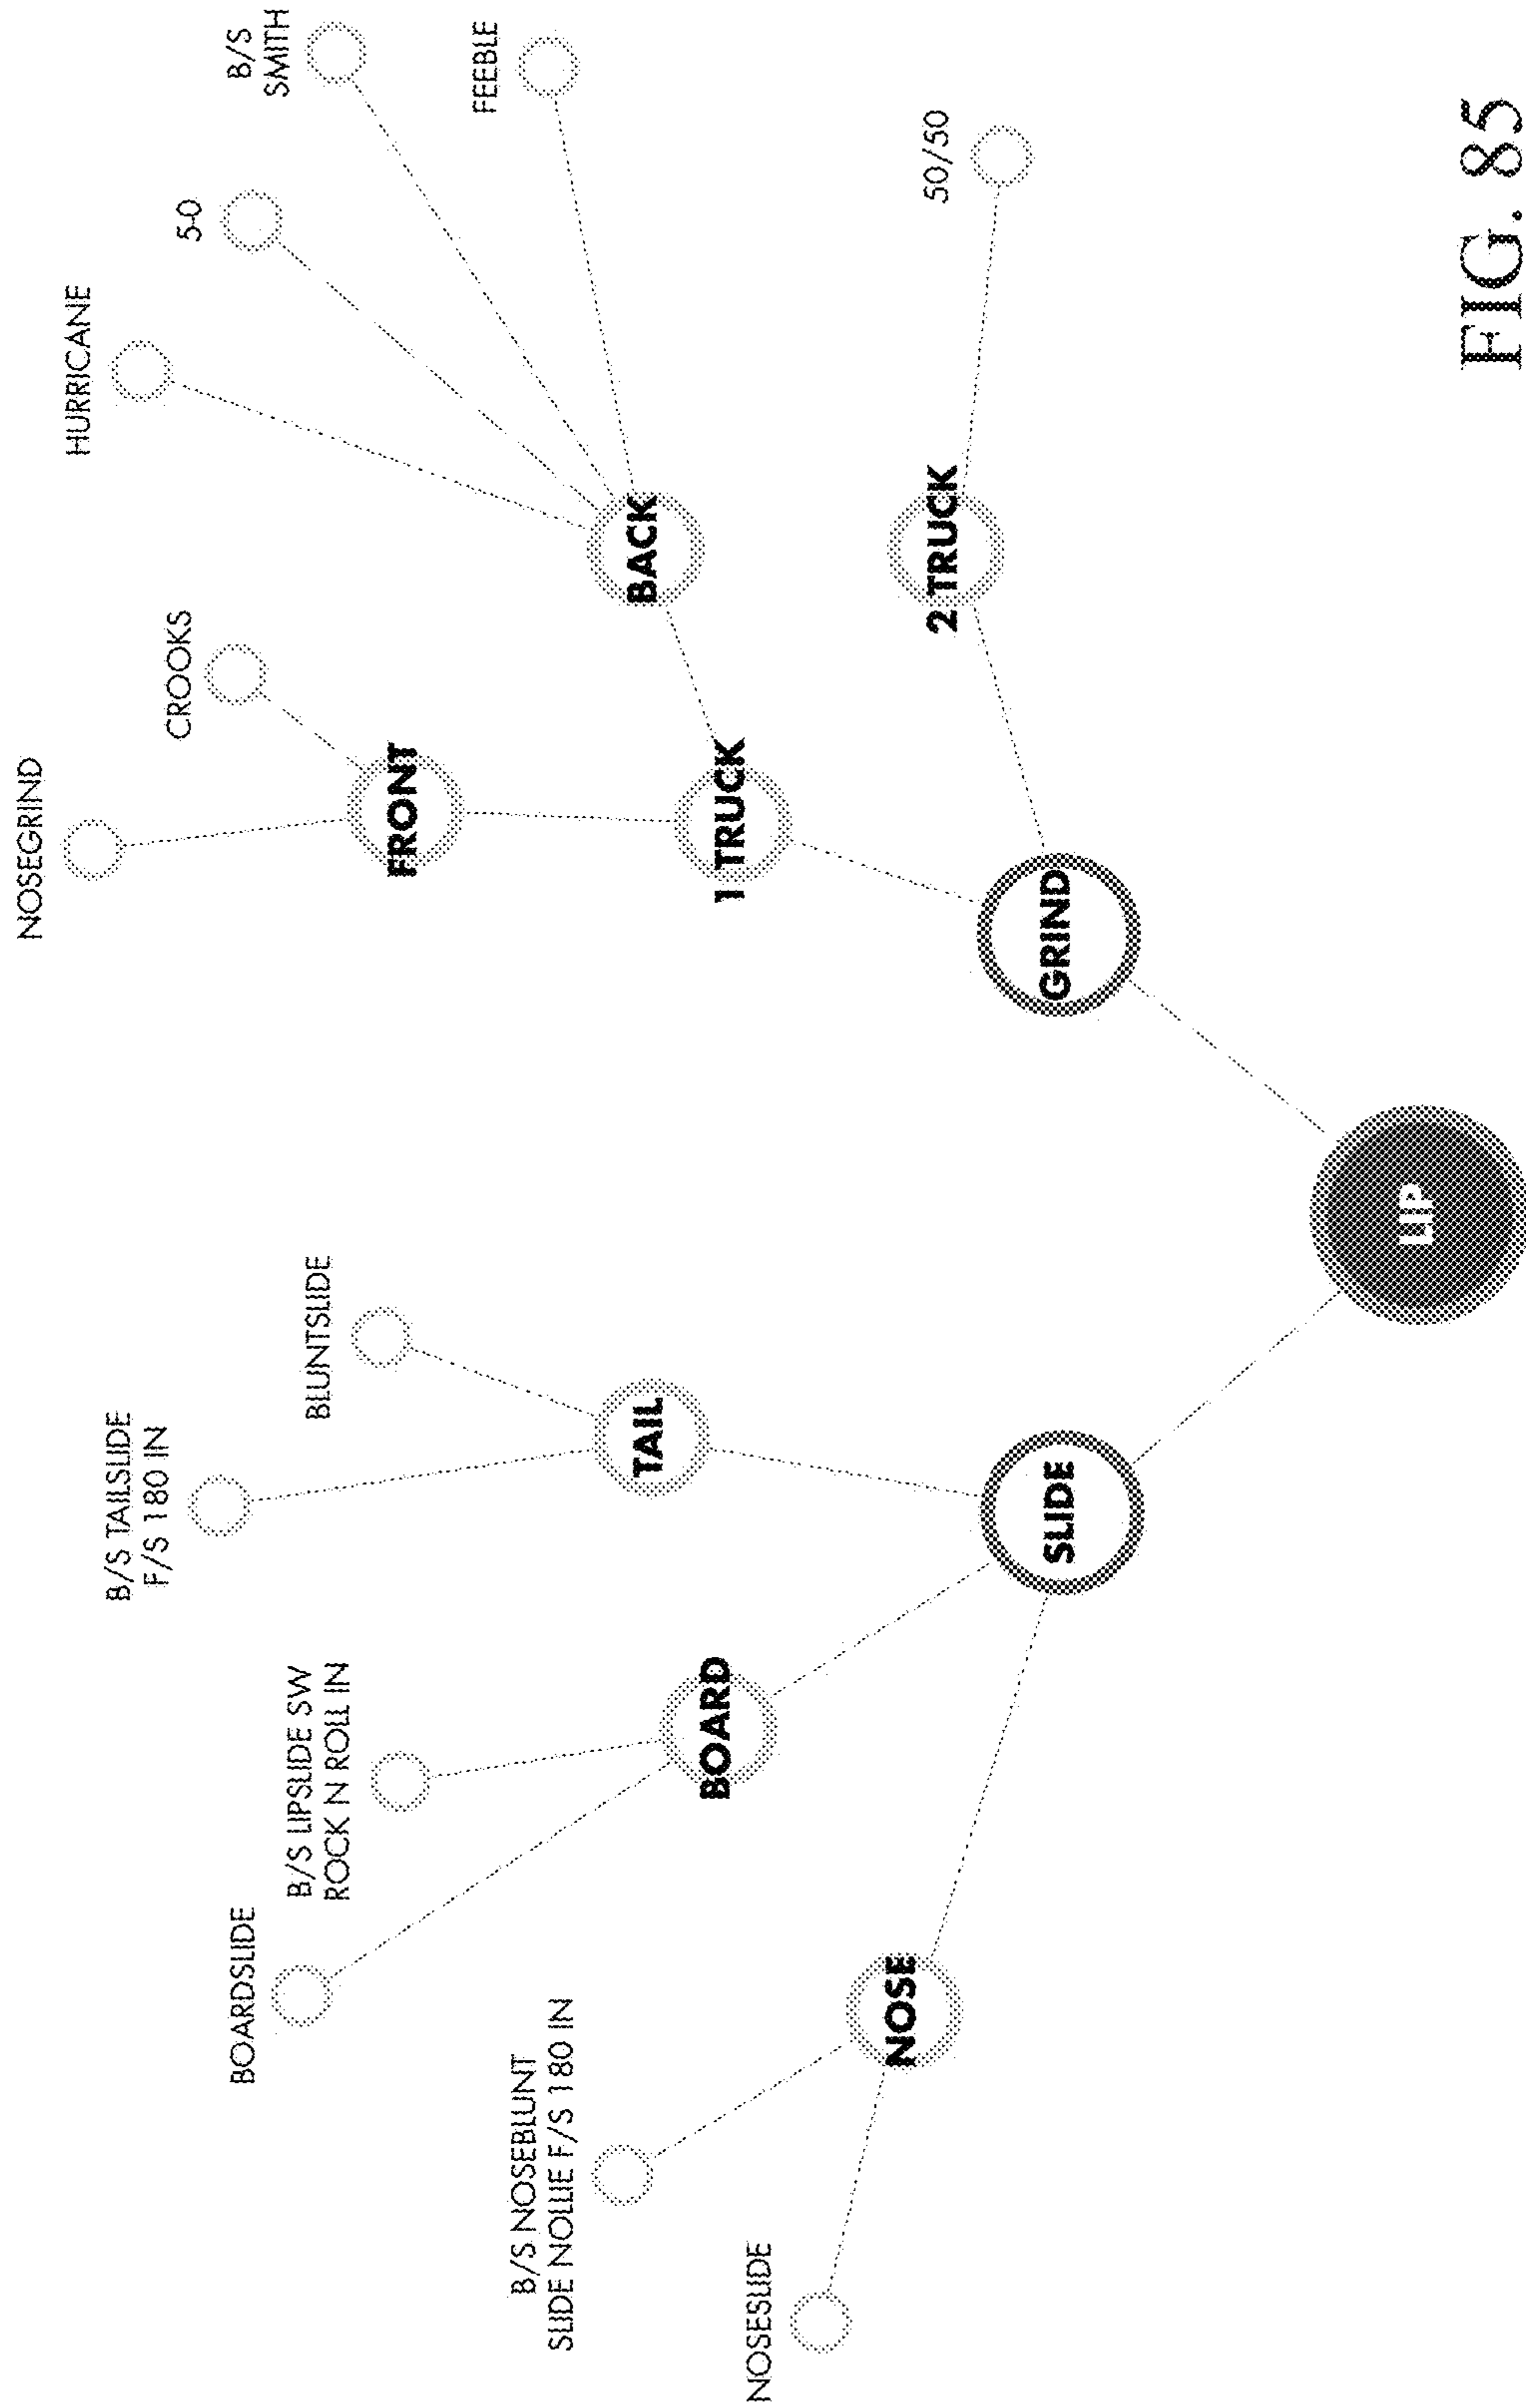 NOSEGRIND
HURRICANE
B/S TAILSLIDE
F/S 180 IN
CROOKS
5-0
B/S
SMITH
BOARDSLIDE
B/S LIPSLIDE SW
ROCK N ROLL IN
BLUNTSLIDE
FRONT
FEEBLE
B/S NOSEBLUNT
SLIDE NOLLIE F/S 180 IN
TAIL
BACK
BOARD
1 TRUCK
NOSESLIDE
NOSE
2 TRUCK
50/50
SLIDE
GRIND
LIP
FIG. 85